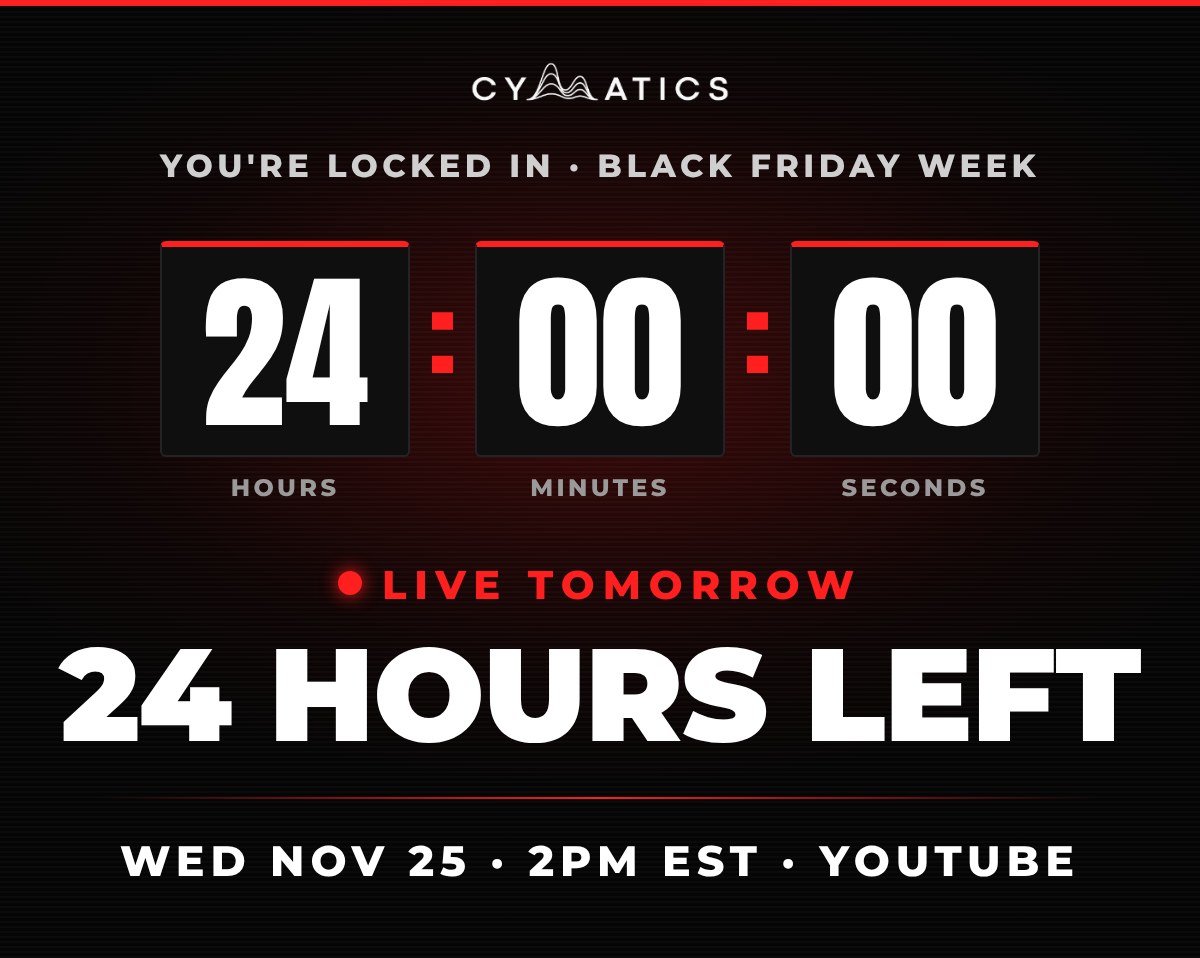 CYMATICS
YOU'RE LOCKED IN • BLACK FRIDAY WEEK
24 : 00 : 00
HOURS MINUTES SECONDS
LIVE TOMORROW
24 HOURS LEFT
WED NOV 25 • 2PM EST • YOUTUBE